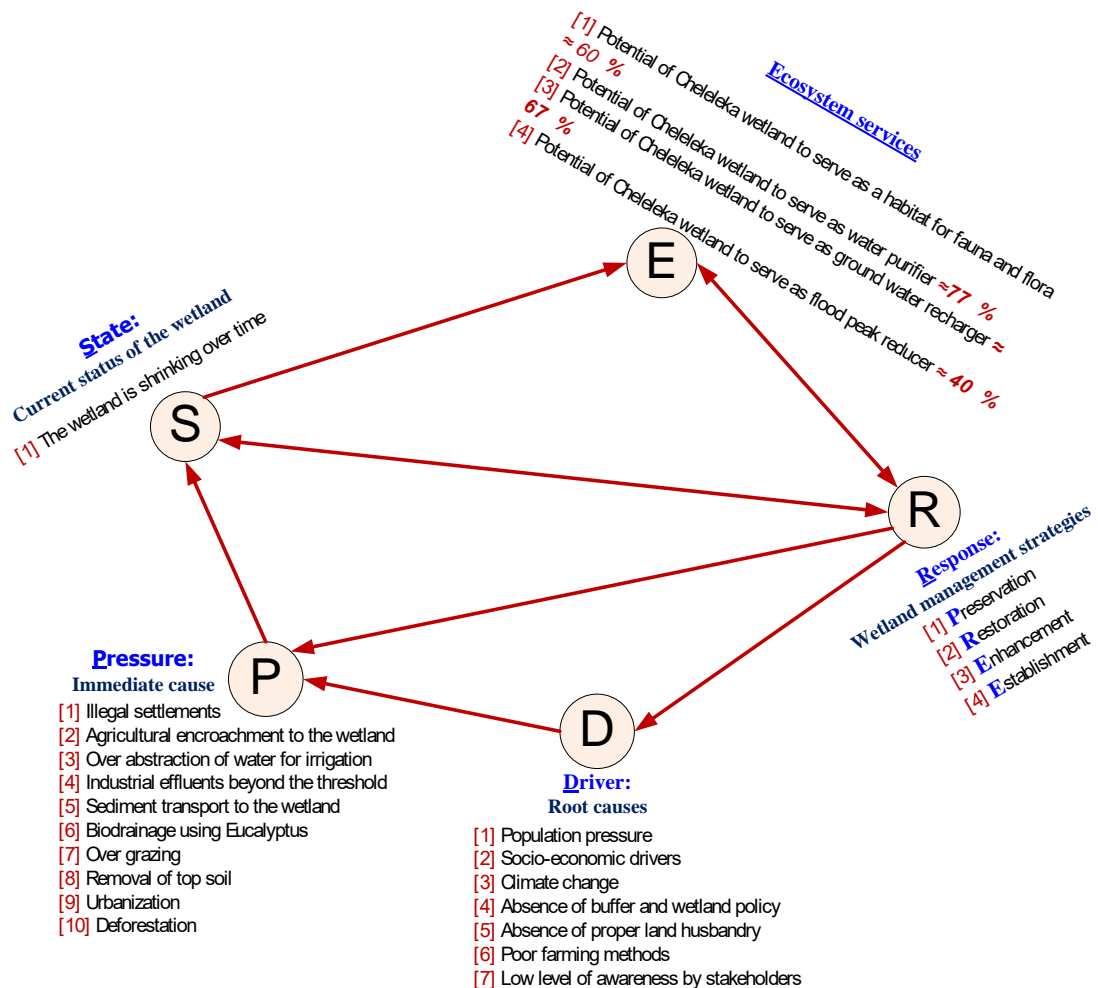 Ecosystem services
[1] Potential of Cheleleka wetland to serve as a habitat for fauna and flora
≈ 60 %
[2] Potential of Cheleleka wetland to serve as water purifier ≈77 %
[3] Potential of Cheleleka wetland to serve as ground water recharger ≈
67 %
[4] Potential of Cheleleka wetland to serve as flood peak reducer ≈ 40 %
E
State:
Current status of the wetland
[1] The wetland is shrinking over time
S
R
Response:
Wetland management strategies
[1] Preservation
[2] Restoration
[3] Enhancement
[4] Establishment
P
Pressure:
Immediate cause
[1] Illegal settlements
[2] Agricultural encroachment to the wetland
[3] Over abstraction of water for irrigation
[4] Industrial effluents beyond the threshold
[5] Sediment transport to the wetland
[6] Biodrainage using Eucalyptus
[7] Over grazing
[8] Removal of top soil
[9] Urbanization
[10] Deforestation
D
Driver:
Root causes
[1] Population pressure
[2] Socio-economic drivers
[3] Climate change
[4] Absence of buffer and wetland policy
[5] Absence of proper land husbandry
[6] Poor farming methods
[7] Low level of awareness by stakeholders